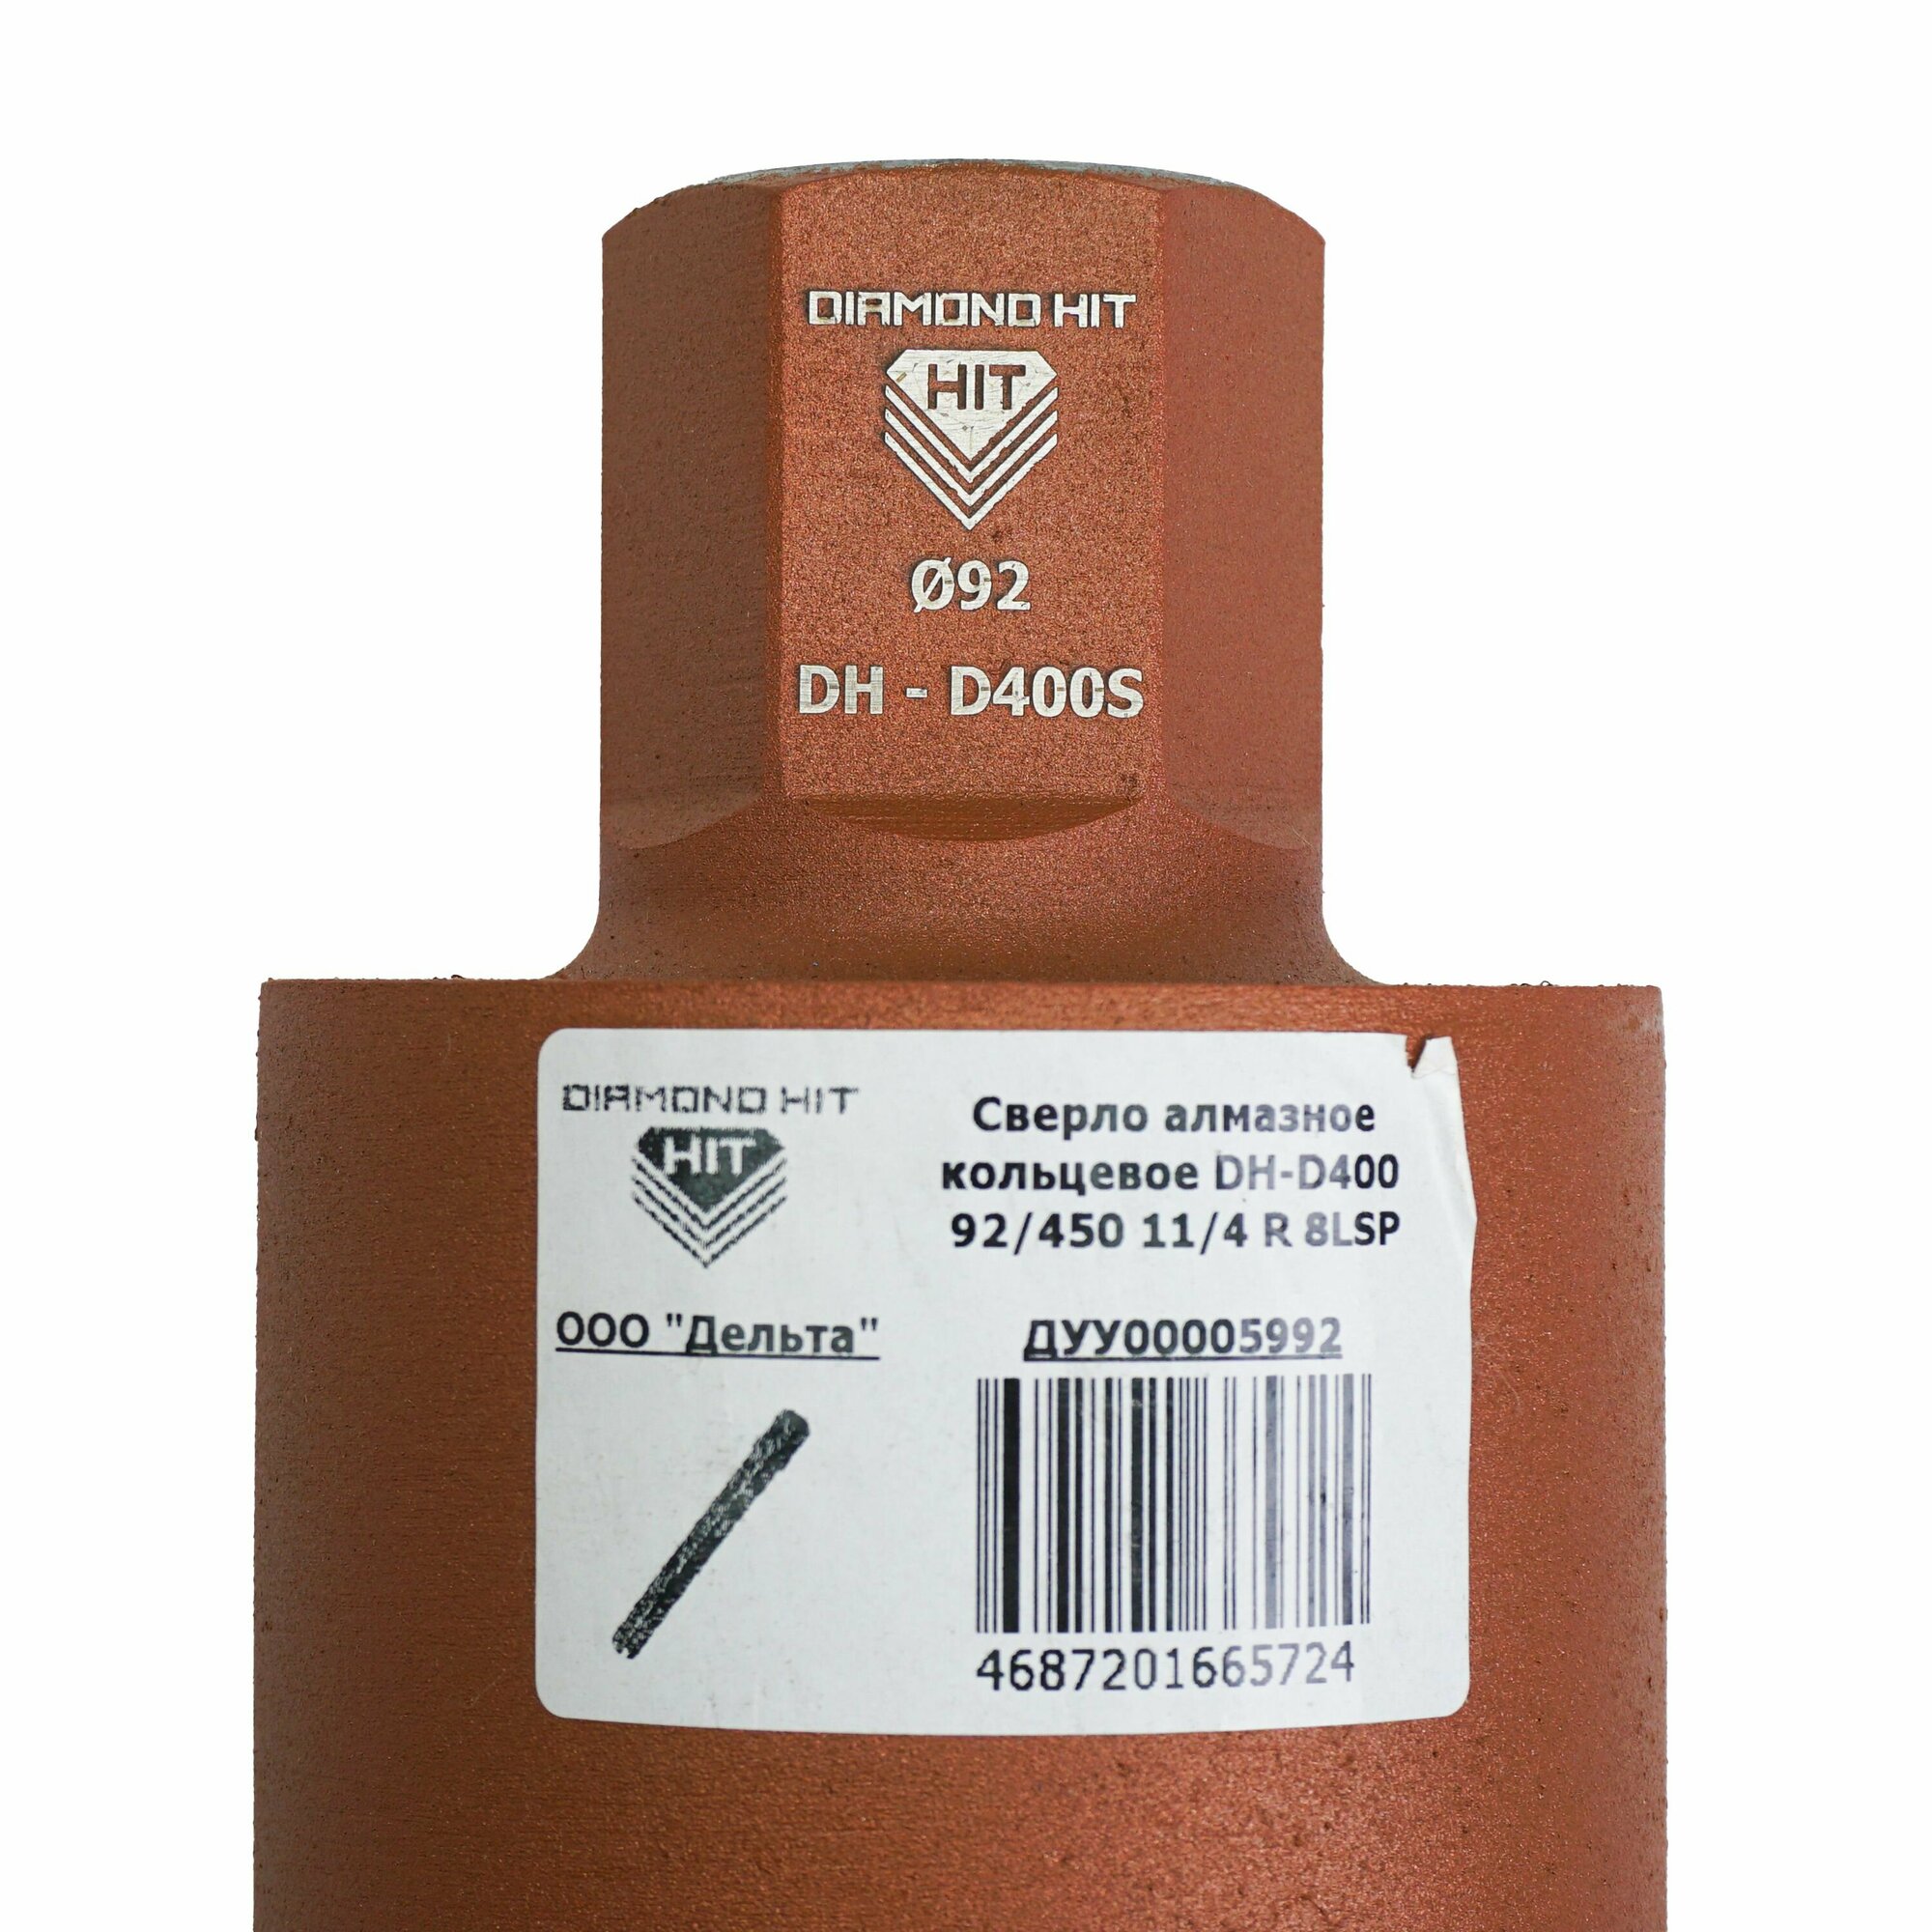 DIAMOND HIT
HIT
Ø92
DH - D400S
DIAMOND HIT
HIT
Сверло алмазное
кольцевое DH-D400
92/450 11/4 R 8LSP
ООО "Дельта"
ДУУ00005992
4687201665724